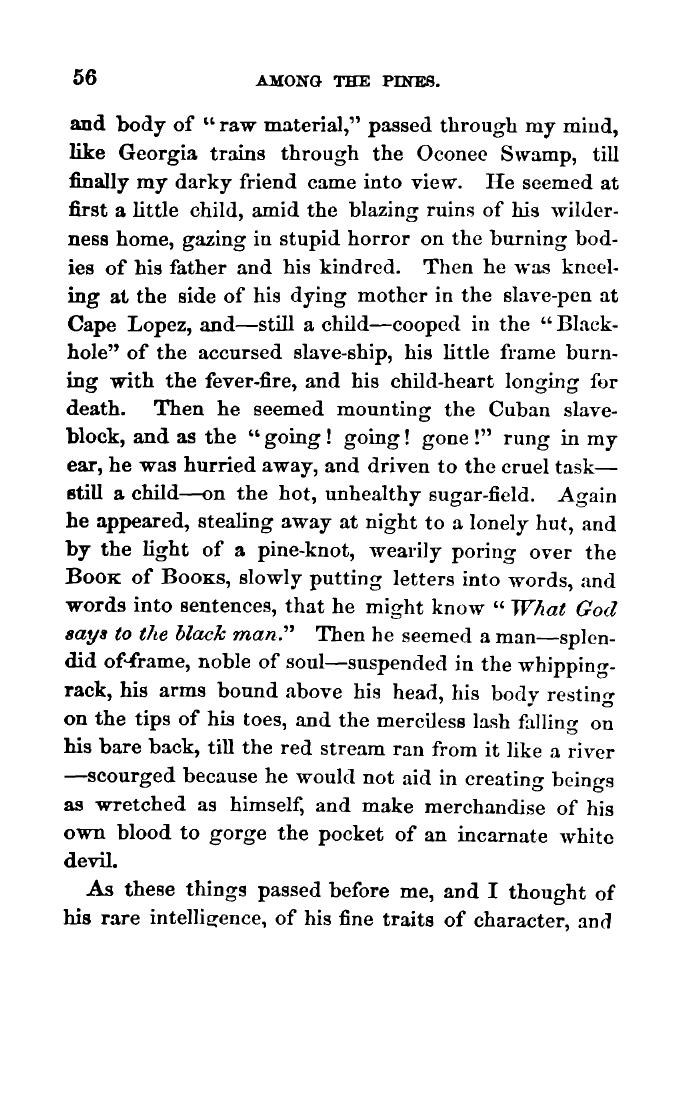 56 AMONG THE PINES.
and body of “raw material,” passed through my mind,
like Georgia trains through the Oconee Swamp, till
finally my darky friend came into view. He seemed at
first a little child, amid the blazing ruins of his wilder-
ness home, gazing in stupid horror on the burning bod-
ies of his father and his kindred. Then he was kneel-
ing at the side of his dying mother in the slave-pen at
Cape Lopez, and—still a child—cooped in the “Black-
hole” of the accursed slave-ship, his little frame burn-
ing with the fever-fire, and his child-heart longing for
death. Then he seemed mounting the Cuban slave-
block, and as the “going! going! gone!” rung in my
ear, he was hurried away, and driven to the cruel task—
still a child—on the hot, unhealthy sugar-field. Again
he appeared, stealing away at night to a lonely hut, and
by the light of a pine-knot, wearily poring over the
BOOK of BOOKS, slowly putting letters into words, and
words into sentences, that he might know “What God
says to the black man.” Then he seemed a man—splen-
did of frame, noble of soul—suspended in the whipping-
rack, his arms bound above his head, his body resting
on the tips of his toes, and the merciless lash falling on
his bare back, till the red stream ran from it like a river
—scourged because he would not aid in creating beings
as wretched as himself, and make merchandise of his
own blood to gorge the pocket of an incarnate white
devil.
As these things passed before me, and I thought of
his rare intelligence, of his fine traits of character, and